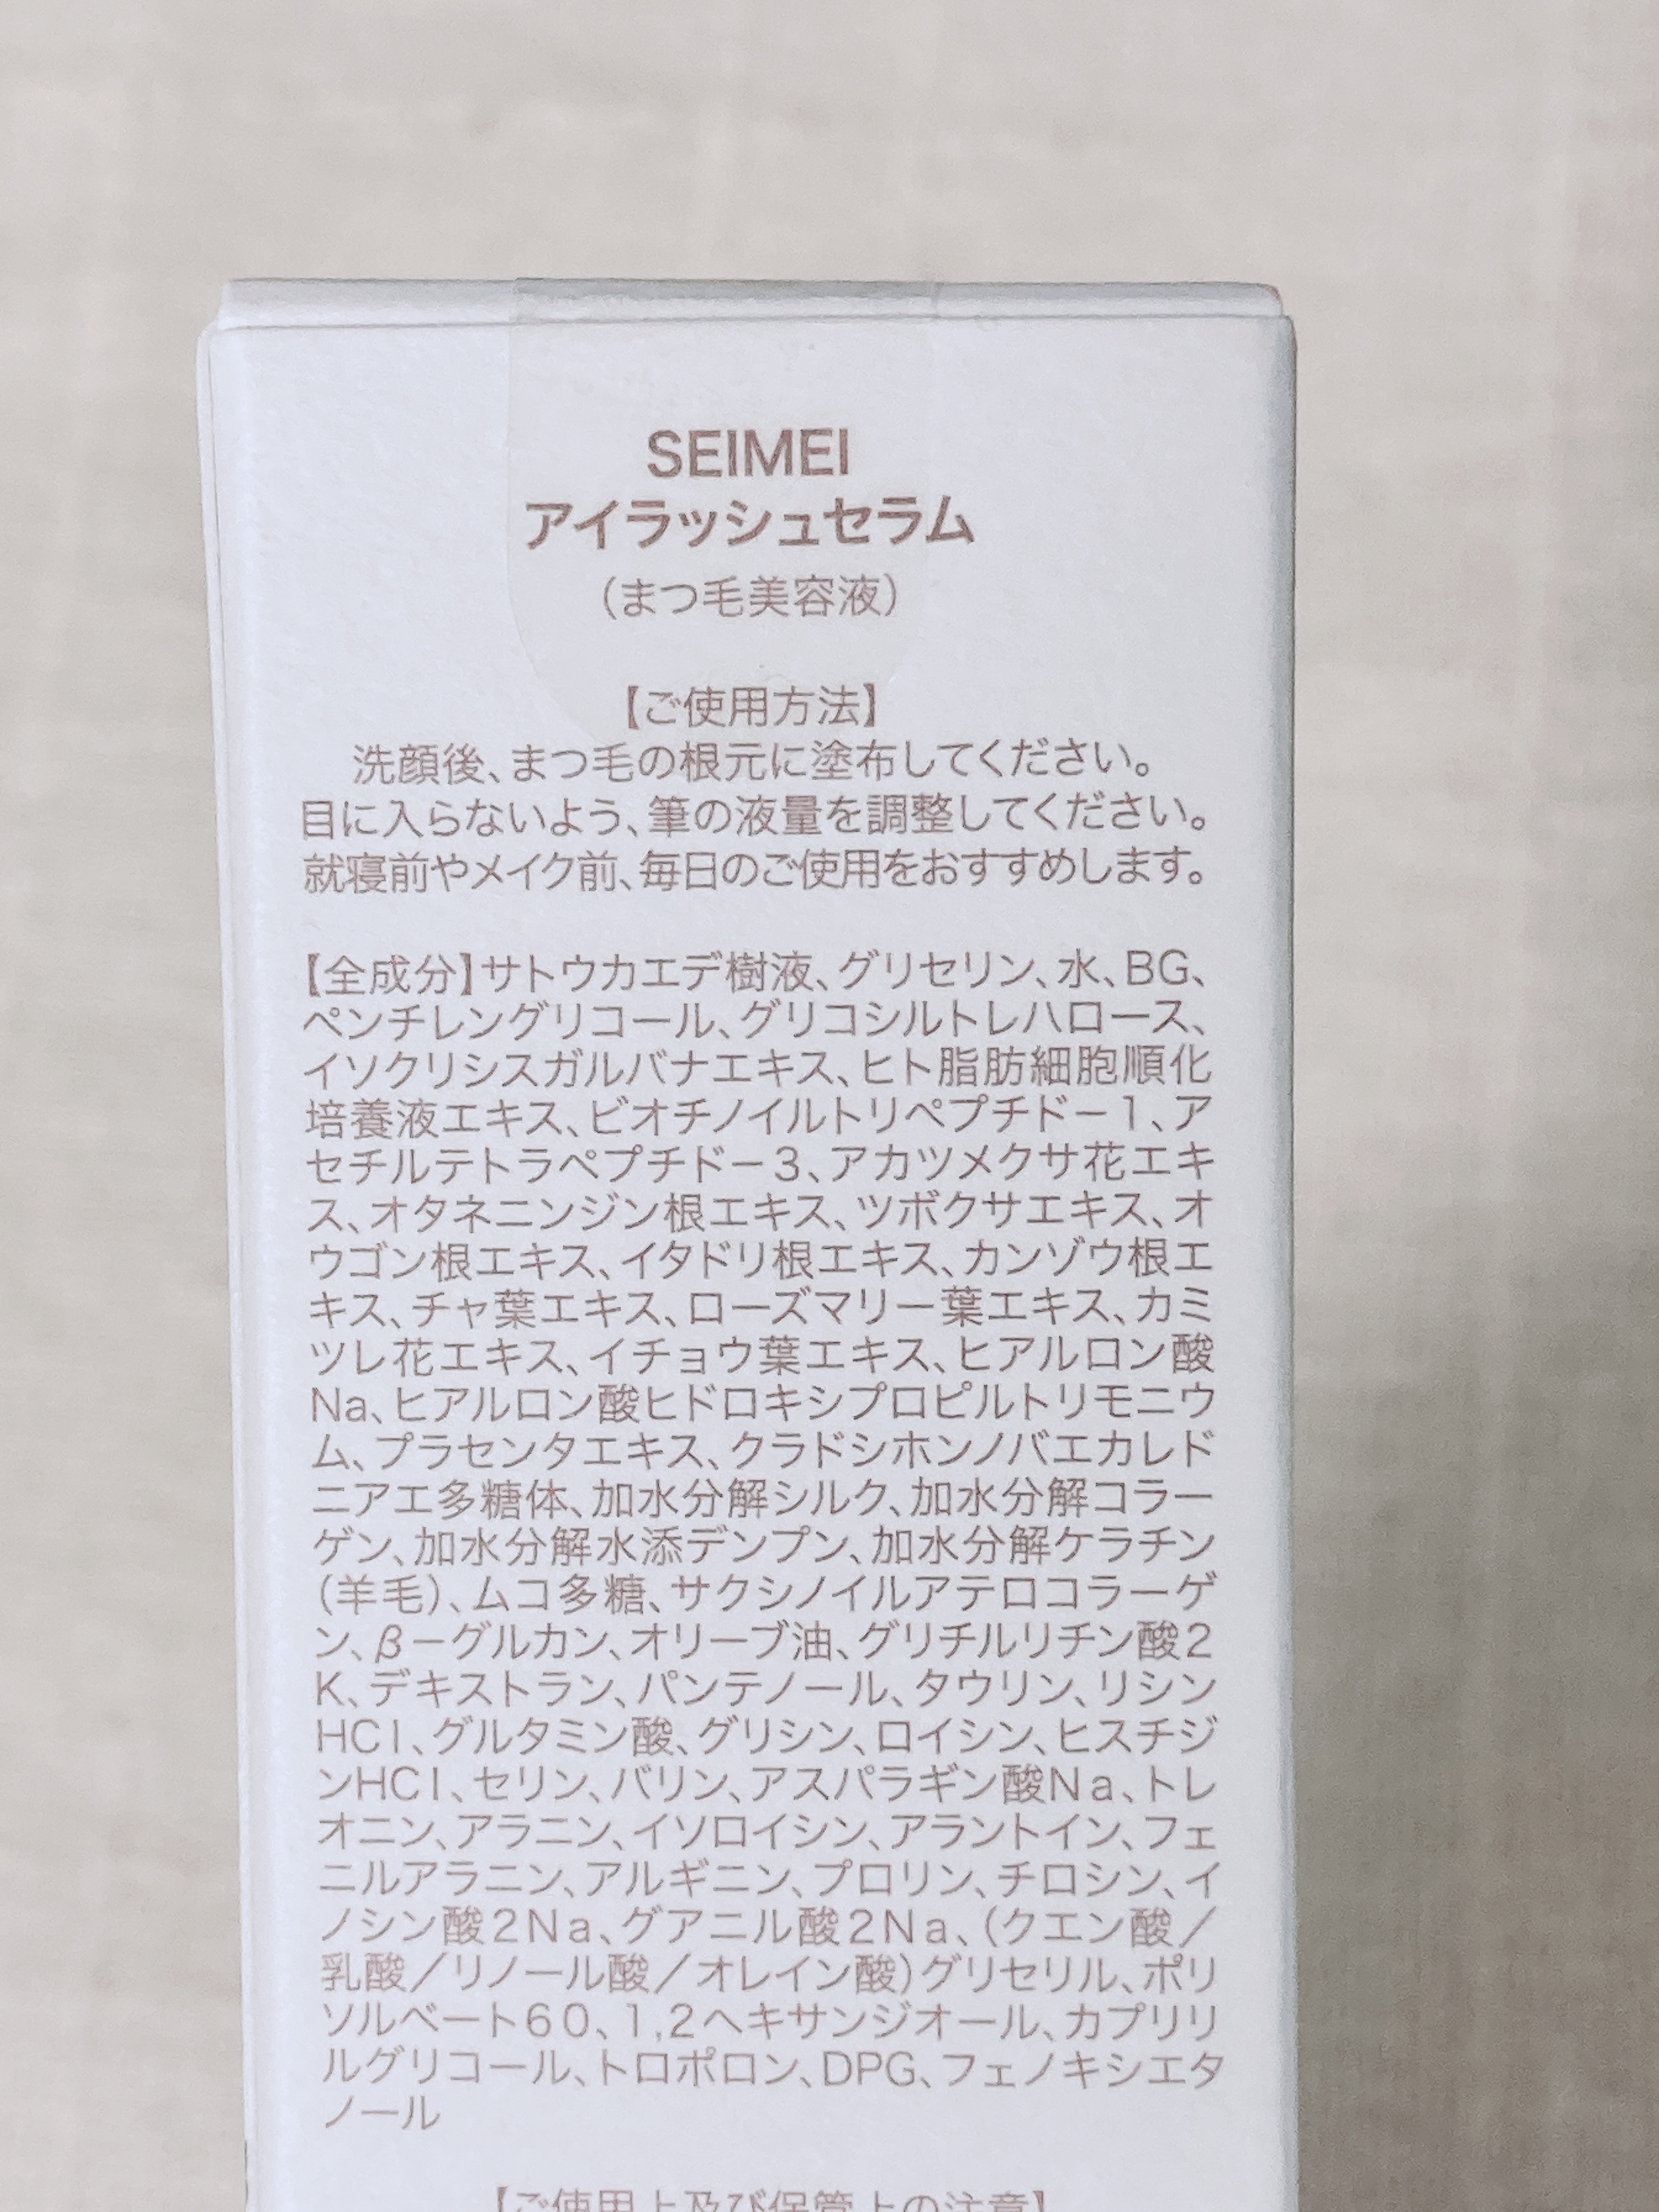 SEIMEI
アイラッシュセラム
（まつ毛美容液）
【ご使用方法】
洗顔後、まつ毛の根元に塗布してください。
目に入らないよう、筆の液量を調整してください。
就寝前やメイク前、毎日のご使用をおすすめします。
【全成分】サトウカエデ樹液、グリセリン、水、BG、
ペンチレングリコール、グリコシルトレハロース、
イソクリシスガルバナエキス、ヒト脂肪細胞順化
培養液エキス、ビオチノイルトリペプチドー1、ア
セチルテトラペプチドー3、アカツメクサ花エキ
ス、オタネニンジン根エキス、ツボクサエキス、オ
ウゴン根エキス、イタドリ根エキス、カンゾウ根エ
キス、チャ葉エキス、ローズマリー葉エキス、カミ
ツレ花エキス、イチョウ葉エキス、ヒアルロン酸
Na、ヒアルロン酸ヒドロキシプロピルトリモニウ
ム、プラセンタエキス、クラドシホンノバエカレド
ニアエ多糖体、加水分解シルク、加水分解コラー
ゲン、加水分解水添デンプン、加水分解ケラチン
（羊毛）、ムコ多糖、サクシノイルアテロコラーゲ
ン、βーグルカン、オリーブ油、グリチルリチン酸2
K、デキストラン、パンテノール、タウリン、リシン
HCl、グルタミン酸、グリシン、ロイシン、ヒスチジ
ンHCl、セリン、バリン、アスパラギン酸Na、トレ
オニン、アラニン、イソロイシン、アラントイン、フェ
ニルアラニン、アルギニン、プロリン、チロシン、イ
ノシン酸2Na、グアニル酸2Na、（クエン酸／
乳酸／リノール酸／オレイン酸）グリセリル、ポリ
ソルベート60、1,2ヘキサンジオール、カプリリ
ルグリコール、トロポロン、DPG、フェノキシエタ
ノール
【ご使用上及び保管上の注意】